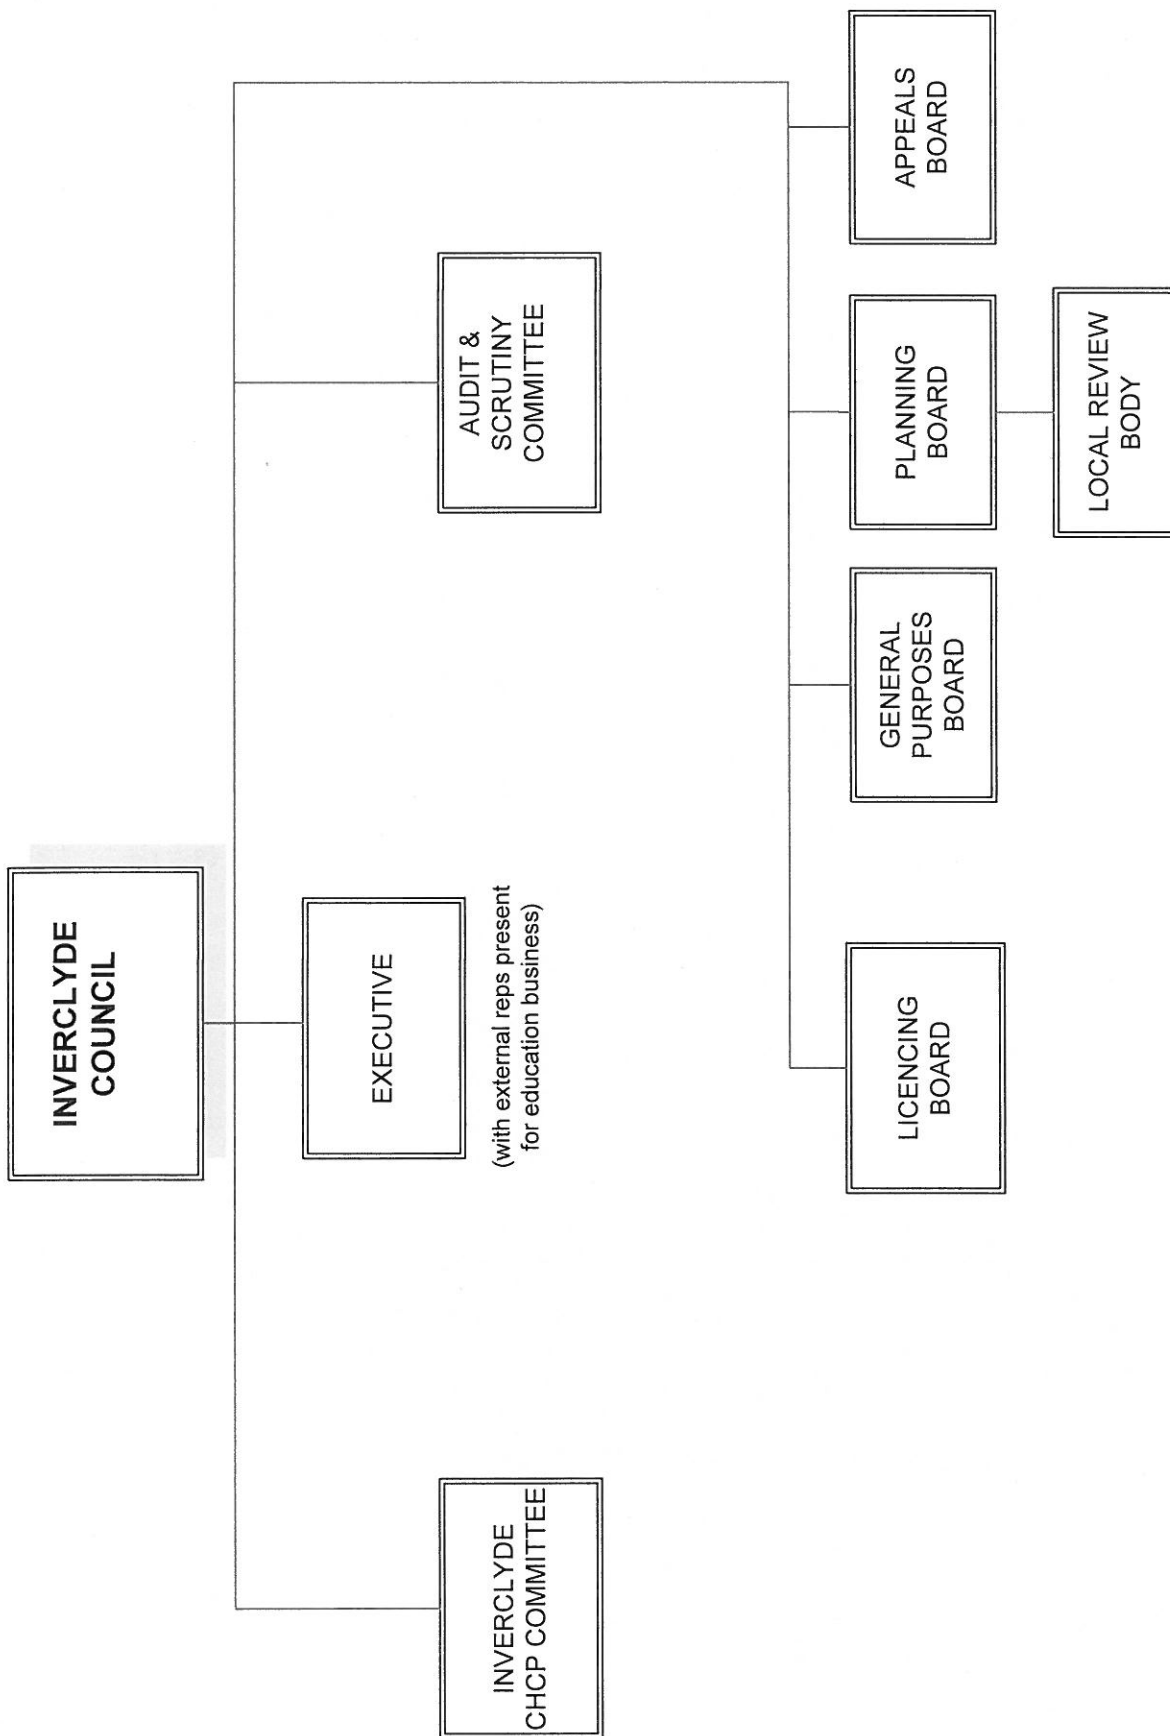 INVERCLYDE
COUNCIL
EXECUTIVE
(with external reps present
for education business)
INVERCLYDE
CHCP COMMITTEE
AUDIT &
SCRUTINY
COMMITTEE
LICENCING
BOARD
GENERAL
PURPOSES
BOARD
PLANNING
BOARD
APPEALS
BOARD
LOCAL REVIEW
BODY